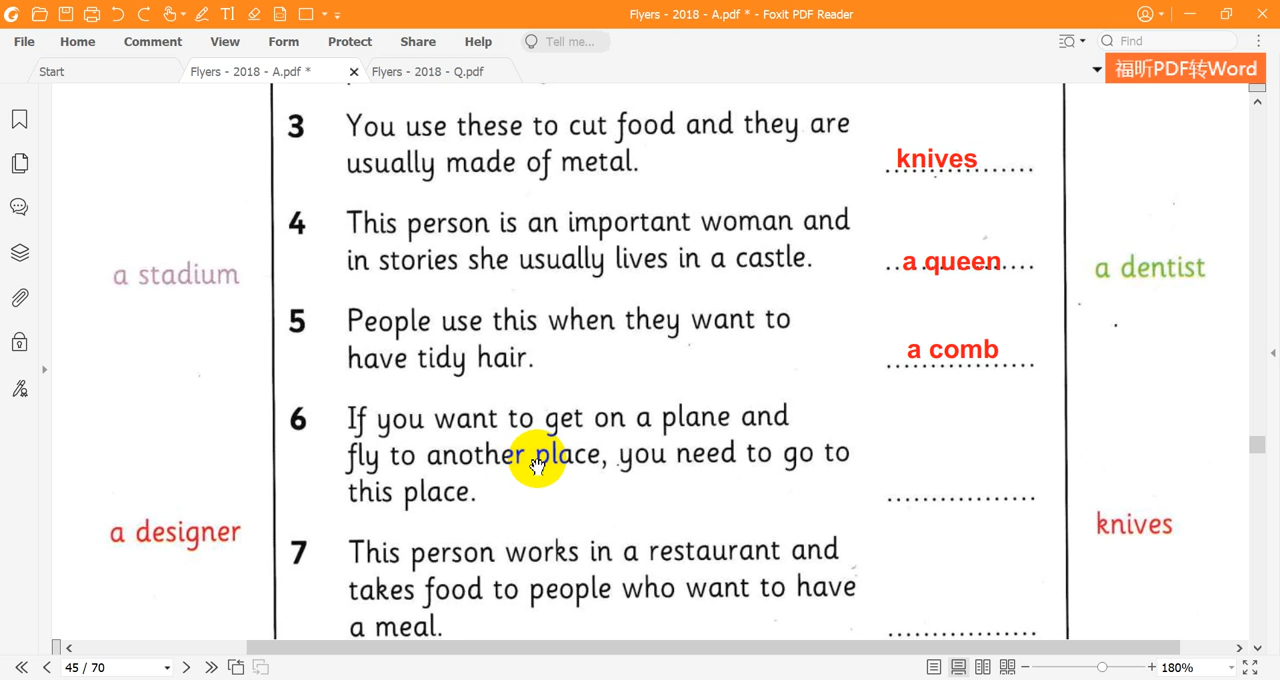 Flyers - 2018 - A.pdf * - Foxit PDF Reader
File Home Comment View Form Protect Share Help Tell me... Find
Start Flyers - 2018 - A.pdf * Flyers - 2018 - Q.pdf 福昕PDF转Word
3 You use these to cut food and they are
usually made of metal. knives
4 This person is an important woman and
in stories she usually lives in a castle. a queen
a stadium
a dentist
5 People use this when they want to
have tidy hair. a comb
6 If you want to get on a plane and
fly to another place, you need to go to
this place.
a designer
knives
7 This person works in a restaurant and
takes food to people who want to have
a meal.
45 / 70 180%